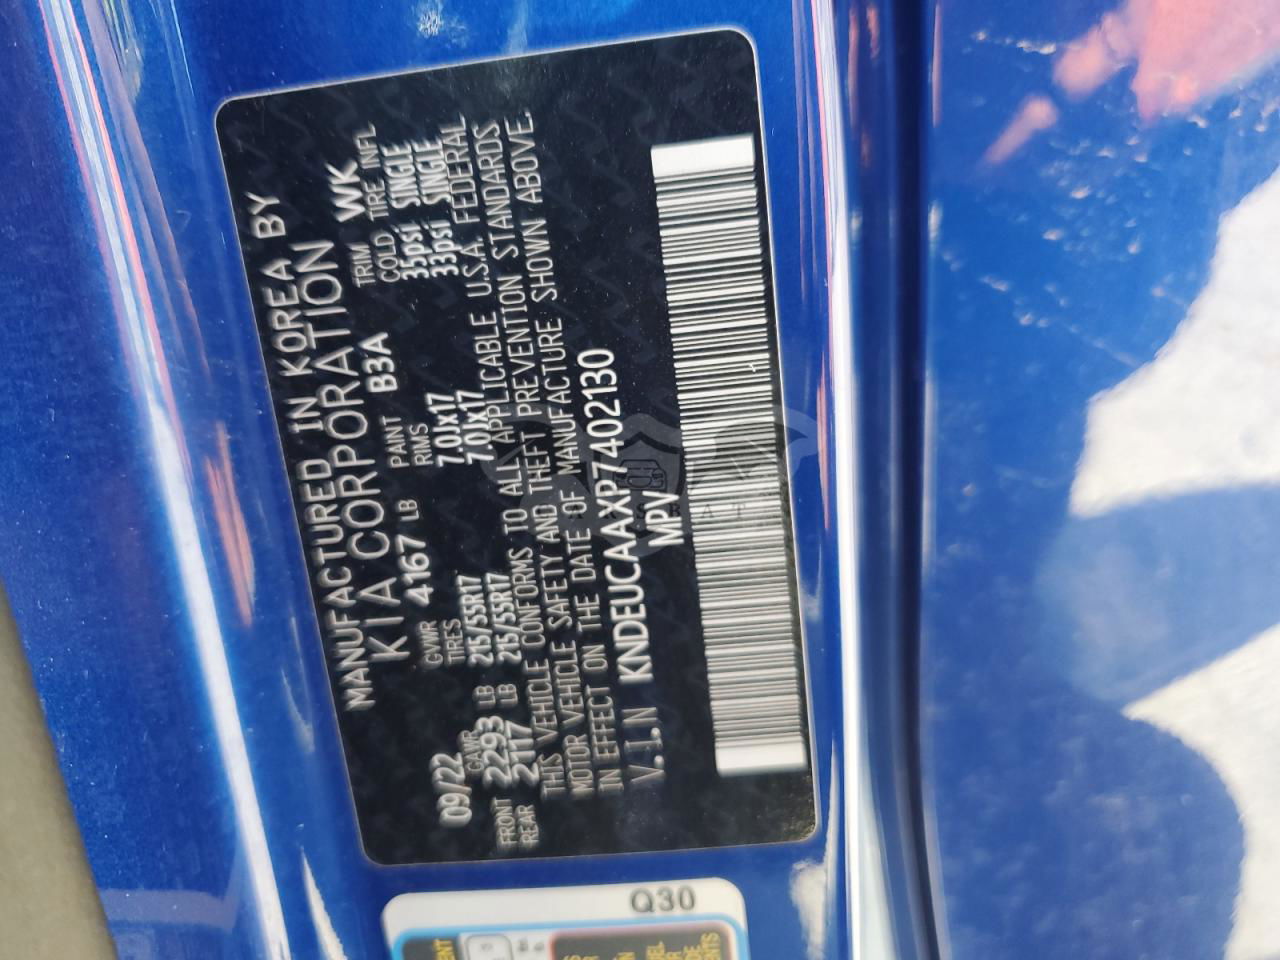 MANUFACTURED IN KOREA BY
KIA CORPORATION
09/22 GVWR 4167 LB PAINT B3A TRIM WK
GAWR TIRES RIMS COLD TIRE INFL
FRONT 2293 LB 215/55R17 7.0Jx17 35psi SINGLE
REAR 2117 LB 215/55R17 7.0Jx17 33psi SINGLE
THIS VEHICLE CONFORMS TO ALL APPLICABLE U.S.A. FEDERAL
MOTOR VEHICLE SAFETY AND THEFT PREVENTION STANDARDS
IN EFFECT ON THE DATE OF MANUFACTURE SHOWN ABOVE.
V.I.N KNDEUCAAXP7402130
MPV
Q30